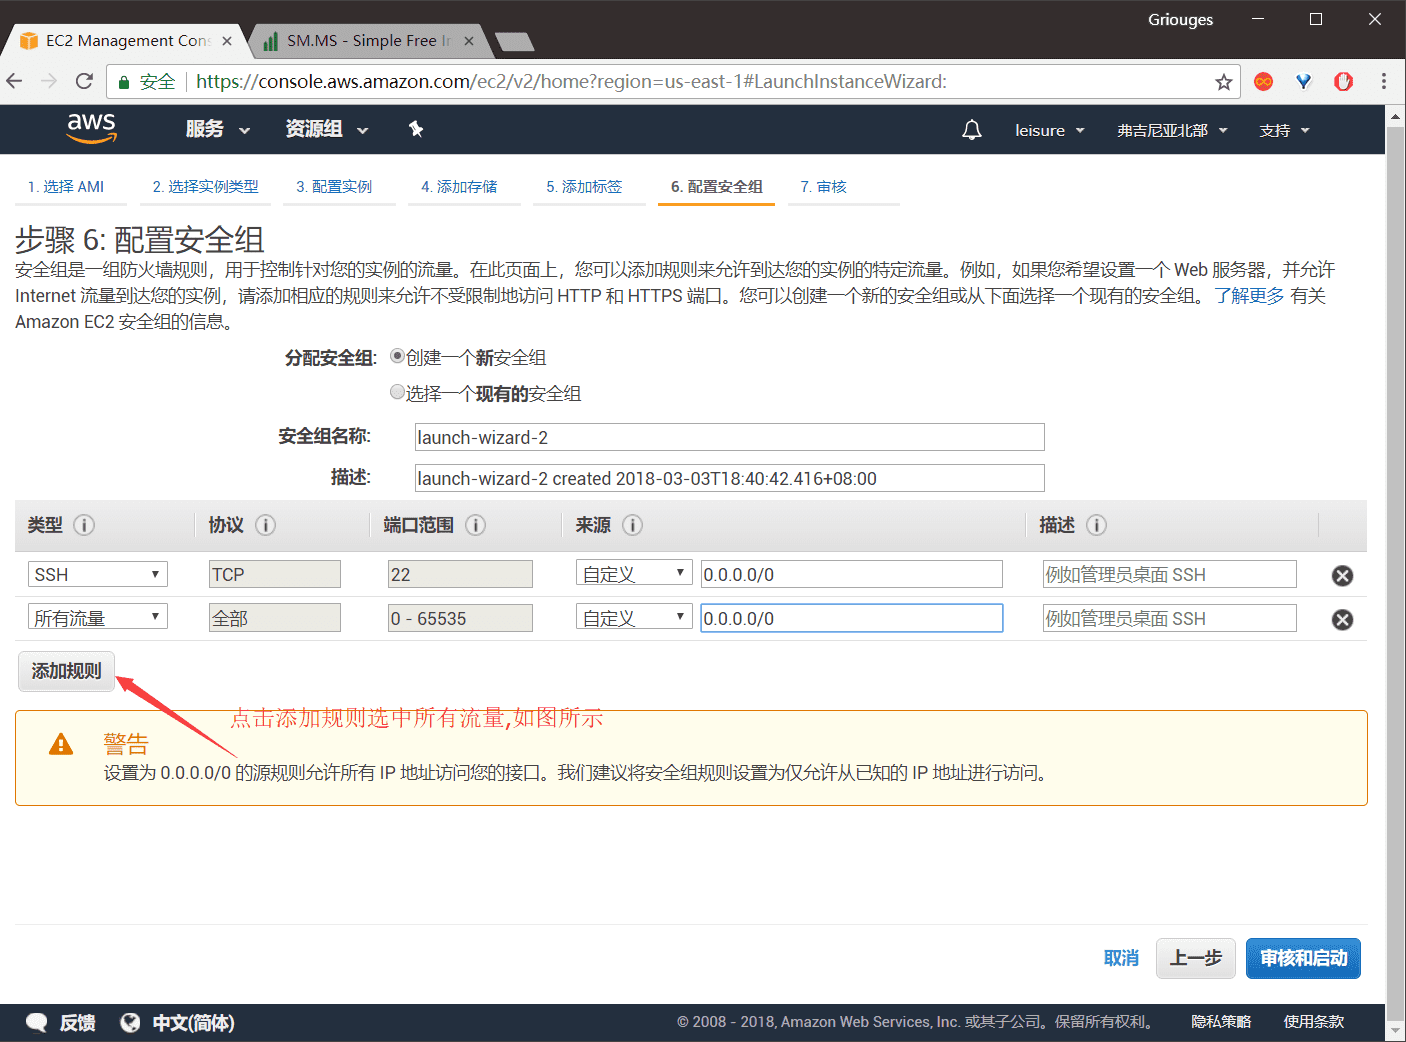 Griouges
EC2 Management Cons
SM.MS - Simple Free In
安全
https://console.aws.amazon.com/ec2/v2/home?region=us-east-1#LaunchInstanceWizard:
aws 服务 资源组 leisure 弗吉尼亚北部 支持
1. 选择 AMI 2. 选择实例类型 3. 配置实例 4. 添加存储 5. 添加标签 6. 配置安全组 7. 审核
步骤 6: 配置安全组
安全组是一组防火墙规则，用于控制针对您的实例的流量。在此页面上，您可以添加规则来允许到达您的实例的特定流量。例如，如果您希望设置一个 Web 服务器，并允许
Internet 流量到达您的实例，请添加相应的规则来允许不受限制地访问 HTTP 和 HTTPS 端口。您可以创建一个新的安全组或从下面选择一个现有的安全组。 了解更多 有关
Amazon EC2 安全组的信息。
分配安全组: 创建一个新安全组
选择一个现有的安全组
安全组名称: launch-wizard-2
描述: launch-wizard-2 created 2018-03-03T18:40:42.416+08:00
类型 协议 端口范围 来源 描述
SSH TCP 22 自定义 0.0.0.0/0 例如管理员桌面 SSH
所有流量 全部 0 - 65535 自定义 0.0.0.0/0 例如管理员桌面 SSH
添加规则
点击添加规则选中所有流量,如图所示
警告
设置为 0.0.0.0/0 的源规则允许所有 IP 地址访问您的接口。我们建议将安全组规则设置为仅允许从已知的 IP 地址进行访问。
取消 上一步 审核和启动
反馈 中文(简体) © 2008 - 2018, Amazon Web Services, Inc. 或其子公司。保留所有权利。 隐私策略 使用条款